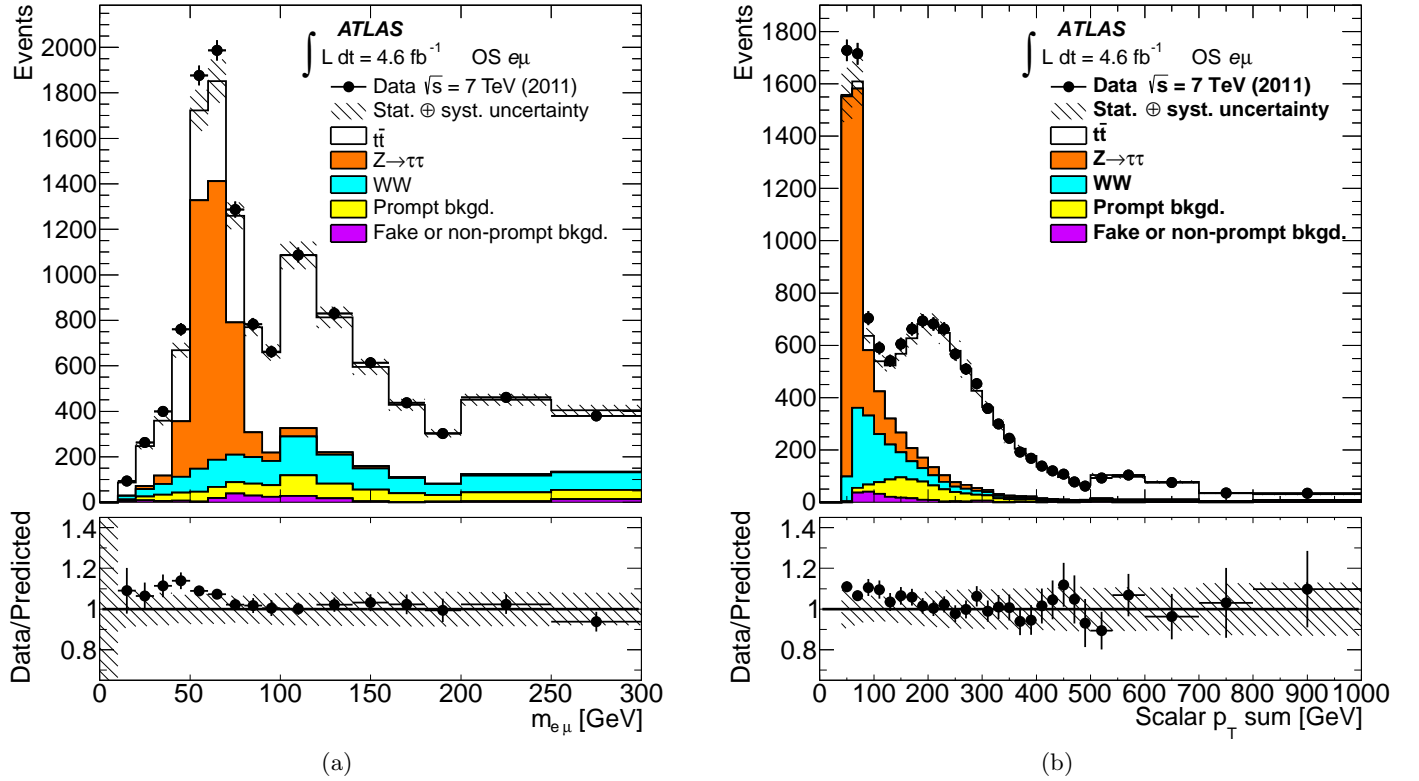 Events
2000
1800
1600
1400
1200
1000
800
600
400
200
0
ATLAS
∫ L dt = 4.6 fb⁻¹ OS eμ
Data √s = 7 TeV (2011)
Stat. ⊕ syst. uncertainty
tt̄
Z→ττ
WW
Prompt bkgd.
Fake or non-prompt bkgd.
Data/Predicted
1.4
1.2
1
0.8
0 50 100 150 200 250 300
m_eμ [GeV]
(a)
Events
1800
1600
1400
1200
1000
800
600
400
200
0
ATLAS
∫ L dt = 4.6 fb⁻¹ OS eμ
Data √s = 7 TeV (2011)
Stat. ⊕ syst. uncertainty
tt̄
Z→ττ
WW
Prompt bkgd.
Fake or non-prompt bkgd.
Data/Predicted
1.4
1.2
1
0.8
0 100 200 300 400 500 600 700 800 900 1000
Scalar p_T sum [GeV]
(b)